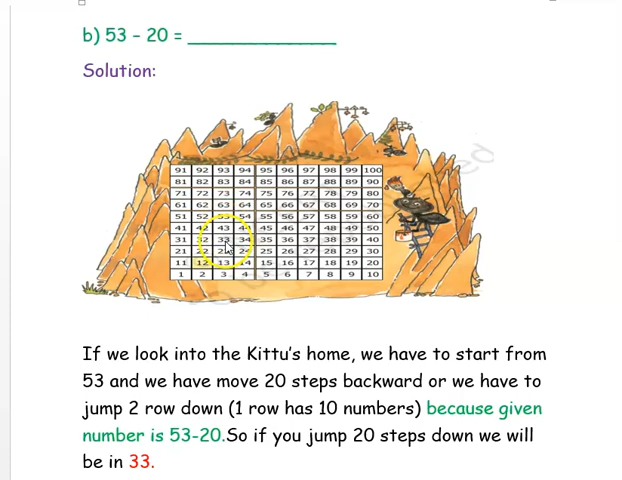 b) 53 – 20 = ______________
Solution:
91 92 93 94 95 96 97 98 99 100
81 82 83 84 85 86 87 88 89 90
71 72 73 74 75 76 77 78 79 80
62 63 64 65 66 67 68 69 70
51 52 53 54 55 56 57 58 59 60
41 42 43 44 45 46 47 48 49 50
31 32 33 34 35 36 37 38 39 40
21 22 23 24 25 26 27 28 29 30
11 12 13 14 15 16 17 18 19 20
1 2 3 4 5 6 7 8 9 10
If we look into the Kittu's home, we have to start from
53 and we have move 20 steps backward or we have to
jump 2 row down (1 row has 10 numbers) because given
number is 53-20.So if you jump 20 steps down we will
be in 33.